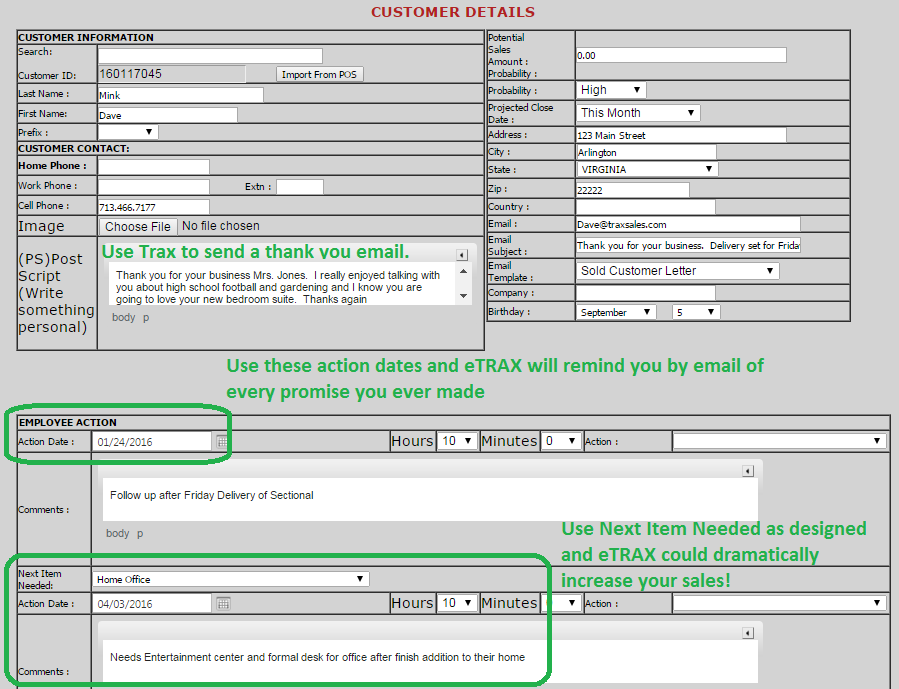 CUSTOMER DETAILS
CUSTOMER INFORMATION
Search:
Customer ID: 160117045 Import From POS
Last Name : Mink
First Name: Dave
Prefix :
CUSTOMER CONTACT:
Home Phone :
Work Phone : Extn :
Cell Phone : 713.466.7177
Image Choose File No file chosen
(PS)Post
Script
(Write
something
personal)
Use Trax to send a thank you email.
Thank you for your business Mrs. Jones. I really enjoyed talking with
you about high school football and gardening and I know you are
going to love your new bedroom suite. Thanks again
body p
Potential
Sales
Amount :
Probability :
0.00
Probability : High
Projected Close
Date :
This Month
Address : 123 Main Street
City : Arlington
State : VIRGINIA
Zip : 22222
Country :
Email : Dave@traxsales.com
Email
Subject :
Thank you for your business. Delivery set for Friday
Email
Template :
Sold Customer Letter
Company :
Birthday : September 5
Use these action dates and eTRAX will remind you by email of
every promise you ever made
EMPLOYEE ACTION
Action Date : 01/24/2016 Hours 10 Minutes 0 Action :
Comments :
Follow up after Friday Delivery of Sectional
body p
Use Next Item Needed as designed
and eTRAX could dramatically
increase your sales!
Next Item
Needed:
Home Office
Action Date : 04/03/2016 Hours 10 Minutes Action :
Comments :
Needs Entertainment center and formal desk for office after finish addition to their home